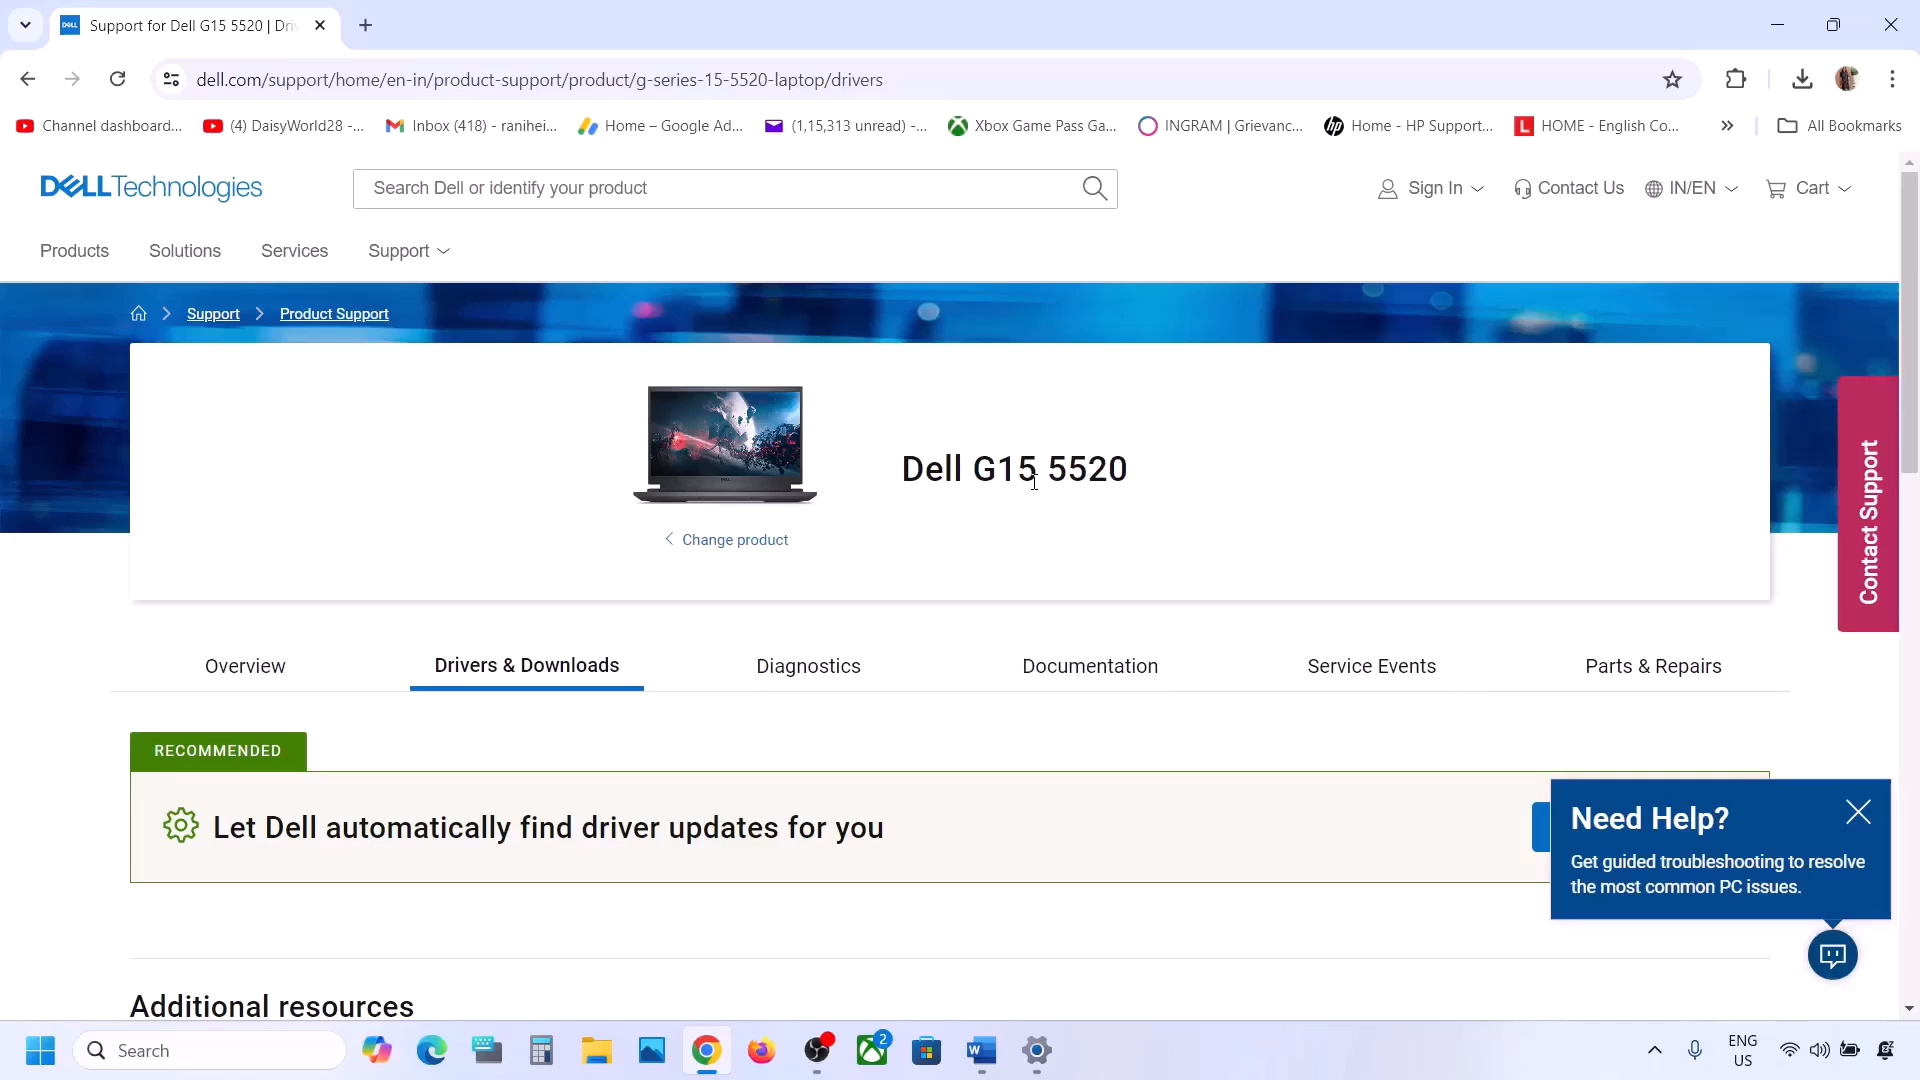 Support for Dell G15 5520 | Dri
dell.com/support/home/en-in/product-support/product/g-series-15-5520-laptop/drivers
Channel dashboard...
(4) DaisyWorld28 -...
Inbox (418) - ranihei...
Home – Google Ad...
(1,15,313 unread) -...
Xbox Game Pass Ga...
INGRAM | Grievanc...
hp
Home - HP Support...
L
HOME - English Co...
All Bookmarks
DELLTechnologies
Search Dell or identify your product
Sign In
Contact Us
IN/EN
Cart
Products
Solutions
Services
Support
Support
Product Support
Dell G15 5520
Change product
Contact Support
Overview
Drivers & Downloads
Diagnostics
Documentation
Service Events
Parts & Repairs
RECOMMENDED
Let Dell automatically find driver updates for you
Need Help?
Get guided troubleshooting to resolve
the most common PC issues.
Additional resources
Search
2
ENG
US